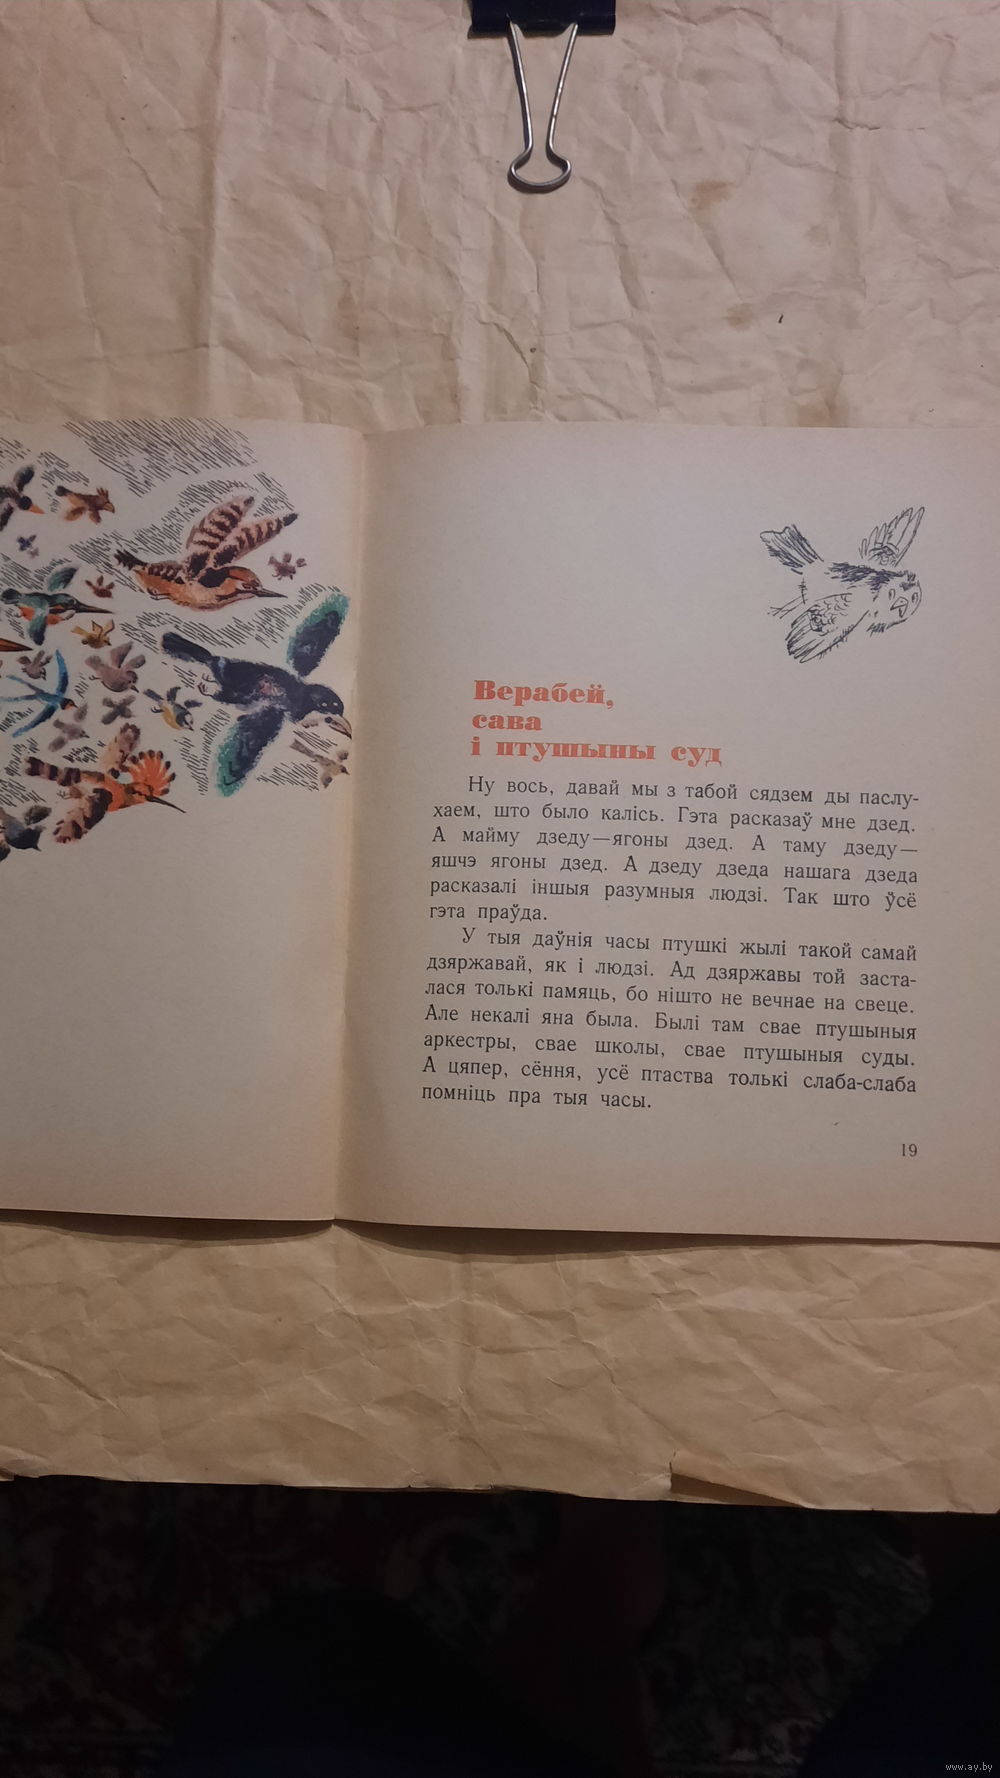 Верабей,
сава
і птушыны суд
Ну вось, давай мы з табой сядзем ды паслу-
хаем, што было калісь. Гэта расказаў мне дзед.
А майму дзеду—ягоны дзед. А таму дзеду—
яшчэ ягоны дзед. А дзеду дзеда нашага дзеда
расказалі іншыя разумныя людзі. Так што ўсё
гэта праўда.
У тыя даўнія часы птушкі жылі такой самай
дзяржавай, як і людзі. Ад дзяржавы той заста-
лася толькі памяць, бо нішто не вечнае на свеце.
Але некалі яна была. Былі там свае птушыныя
аркестры, свае школы, свае птушыныя суды.
А цяпер, сёння, усё птаства толькі слаба-слаба
помніць пра тыя часы.
19
www.ay.by